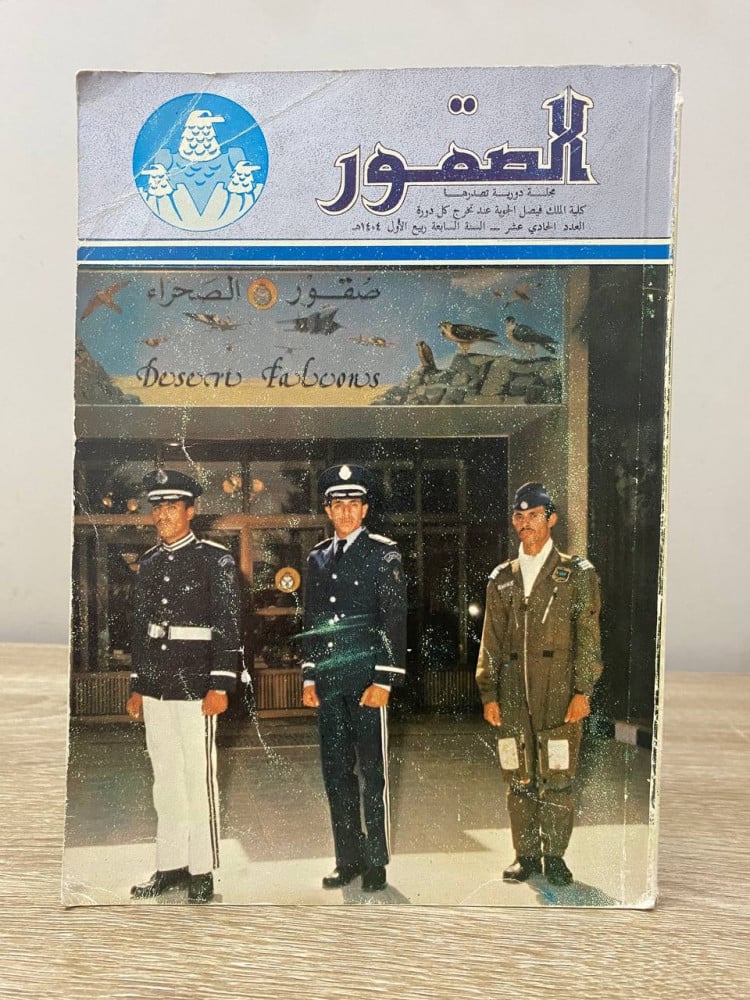 الصقور
مجلة دورية تصدرها
كلية الملك فيصل الجوية عند تخرج كل دورة
العدد الحادي عشر — السنة السابعة ربيع الأول ١٤٠٤هـ
صقور الصحراء
Desert Falcons